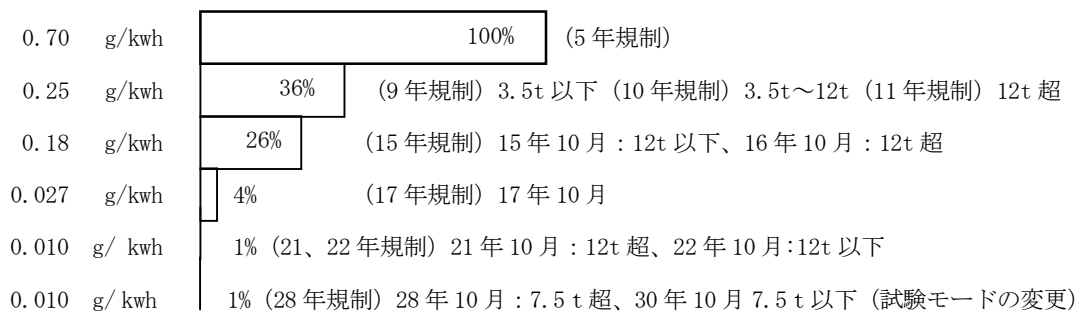 0.70 g/kwh 100% (5年規制)
0.25 g/kwh 36% (9年規制) 3.5t以下 (10年規制) 3.5t～12t (11年規制) 12t超
0.18 g/kwh 26% (15年規制) 15年10月：12t以下、16年10月：12t超
0.027 g/kwh 4% (17年規制) 17年10月
0.010 g/ kwh 1% (21、22年規制) 21年10月：12t超、22年10月:12t以下
0.010 g/kwh 1% (28年規制) 28年10月：7.5ｔ超、30年10月 7.5ｔ以下 (試験モードの変更)